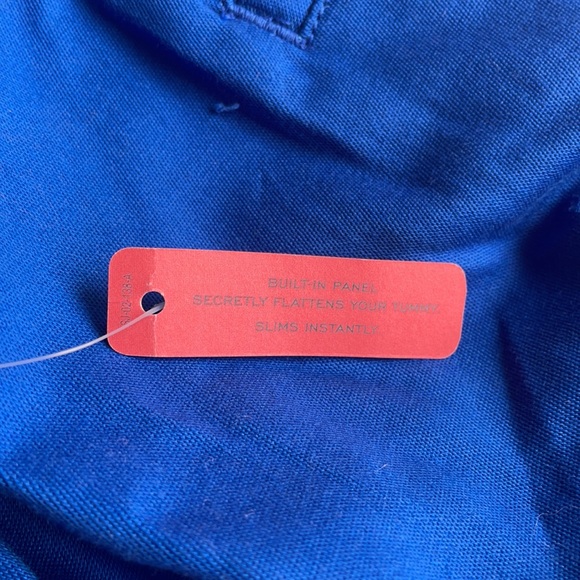 BUILT-IN PANEL
SECRETLY FLATTENS YOUR TUMMY.
SLIMS INSTANTLY.